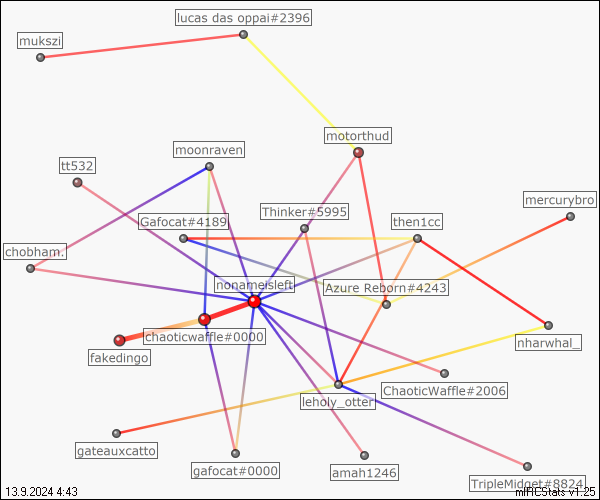 lucas das oppai#2396
mukszi
motorthud
moonraven
tt532
mercurybro
Thinker#5995
Gafocat#4189
then1cc
chobham.
nonameisleft
Azure Reborn#4243
chaoticwaffle#0000
nharwhal_
fakedingo
ChaoticWaffle#2006
leholy_otter
gateauxcatto
gafocat#0000
amah1246
TripleMidget#8824
13.9.2024 4:43
mIRCStats v1.25